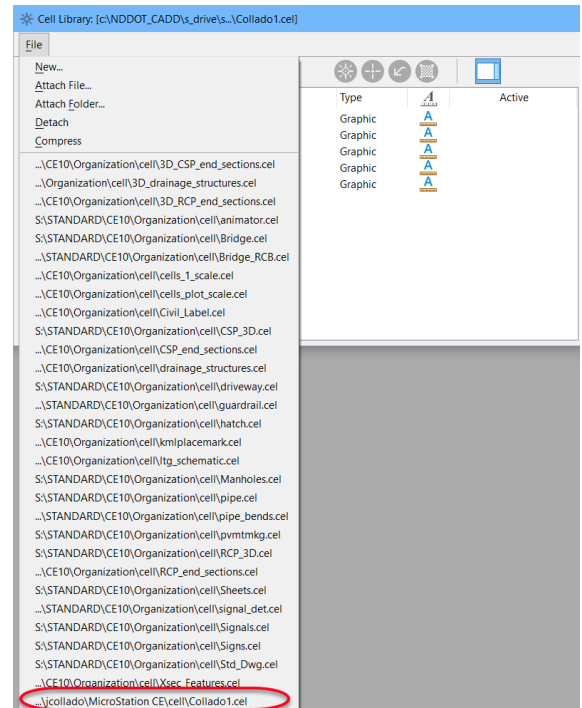 Cell Library: [c:\NDDOT_CADD\s_drive\s...\Collado1.cel]
File
New...
Attach File...
Attach Folder...
Detach
Compress
...\CE10\Organization\cell\3D_CSP_end_sections.cel
...\Organization\cell\3D_drainage_structures.cel
...\CE10\Organization\cell\3D_RCP_end_sections.cel
S:\STANDARD\CE10\Organization\cell\animator.cel
S:\STANDARD\CE10\Organization\cell\Bridge.cel
...\STANDARD\CE10\Organization\cell\Bridge_RCB.cel
...\CE10\Organization\cell\cells_1_scale.cel
...\CE10\Organization\cell\cells_plot_scale.cel
...\CE10\Organization\cell\Civil_Label.cel
S:\STANDARD\CE10\Organization\cell\CSP_3D.cel
...\CE10\Organization\cell\CSP_end_sections.cel
...\CE10\Organization\cell\drainage_structures.cel
S:\STANDARD\CE10\Organization\cell\driveway.cel
...\STANDARD\CE10\Organization\cell\guardrail.cel
S:\STANDARD\CE10\Organization\cell\hatch.cel
...\CE10\Organization\cell\kmlplacemark.cel
...\CE10\Organization\cell\ltg_schematic.cel
S:\STANDARD\CE10\Organization\cell\Manholes.cel
S:\STANDARD\CE10\Organization\cell\pipe.cel
...\STANDARD\CE10\Organization\cell\pipe_bends.cel
S:\STANDARD\CE10\Organization\cell\pvmtmkg.cel
S:\STANDARD\CE10\Organization\cell\RCP_3D.cel
...\CE10\Organization\cell\RCP_end_sections.cel
S:\STANDARD\CE10\Organization\cell\Sheets.cel
...\STANDARD\CE10\Organization\cell\signal_det.cel
S:\STANDARD\CE10\Organization\cell\Signals.cel
S:\STANDARD\CE10\Organization\cell\Signs.cel
S:\STANDARD\CE10\Organization\cell\Std_Dwg.cel
...\CE10\Organization\cell\Xsec_Features.cel
...\jcollado\MicroStation CE\cell\Collado1.cel
Type A Active
Graphic A
Graphic A
Graphic A
Graphic A
Graphic A